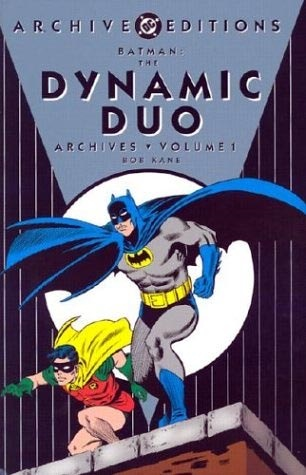 ARCHIVE DC EDITIONS
BATMAN:
THE
DYNAMIC
DUO
ARCHIVES • VOLUME 1
BOB KANE
R